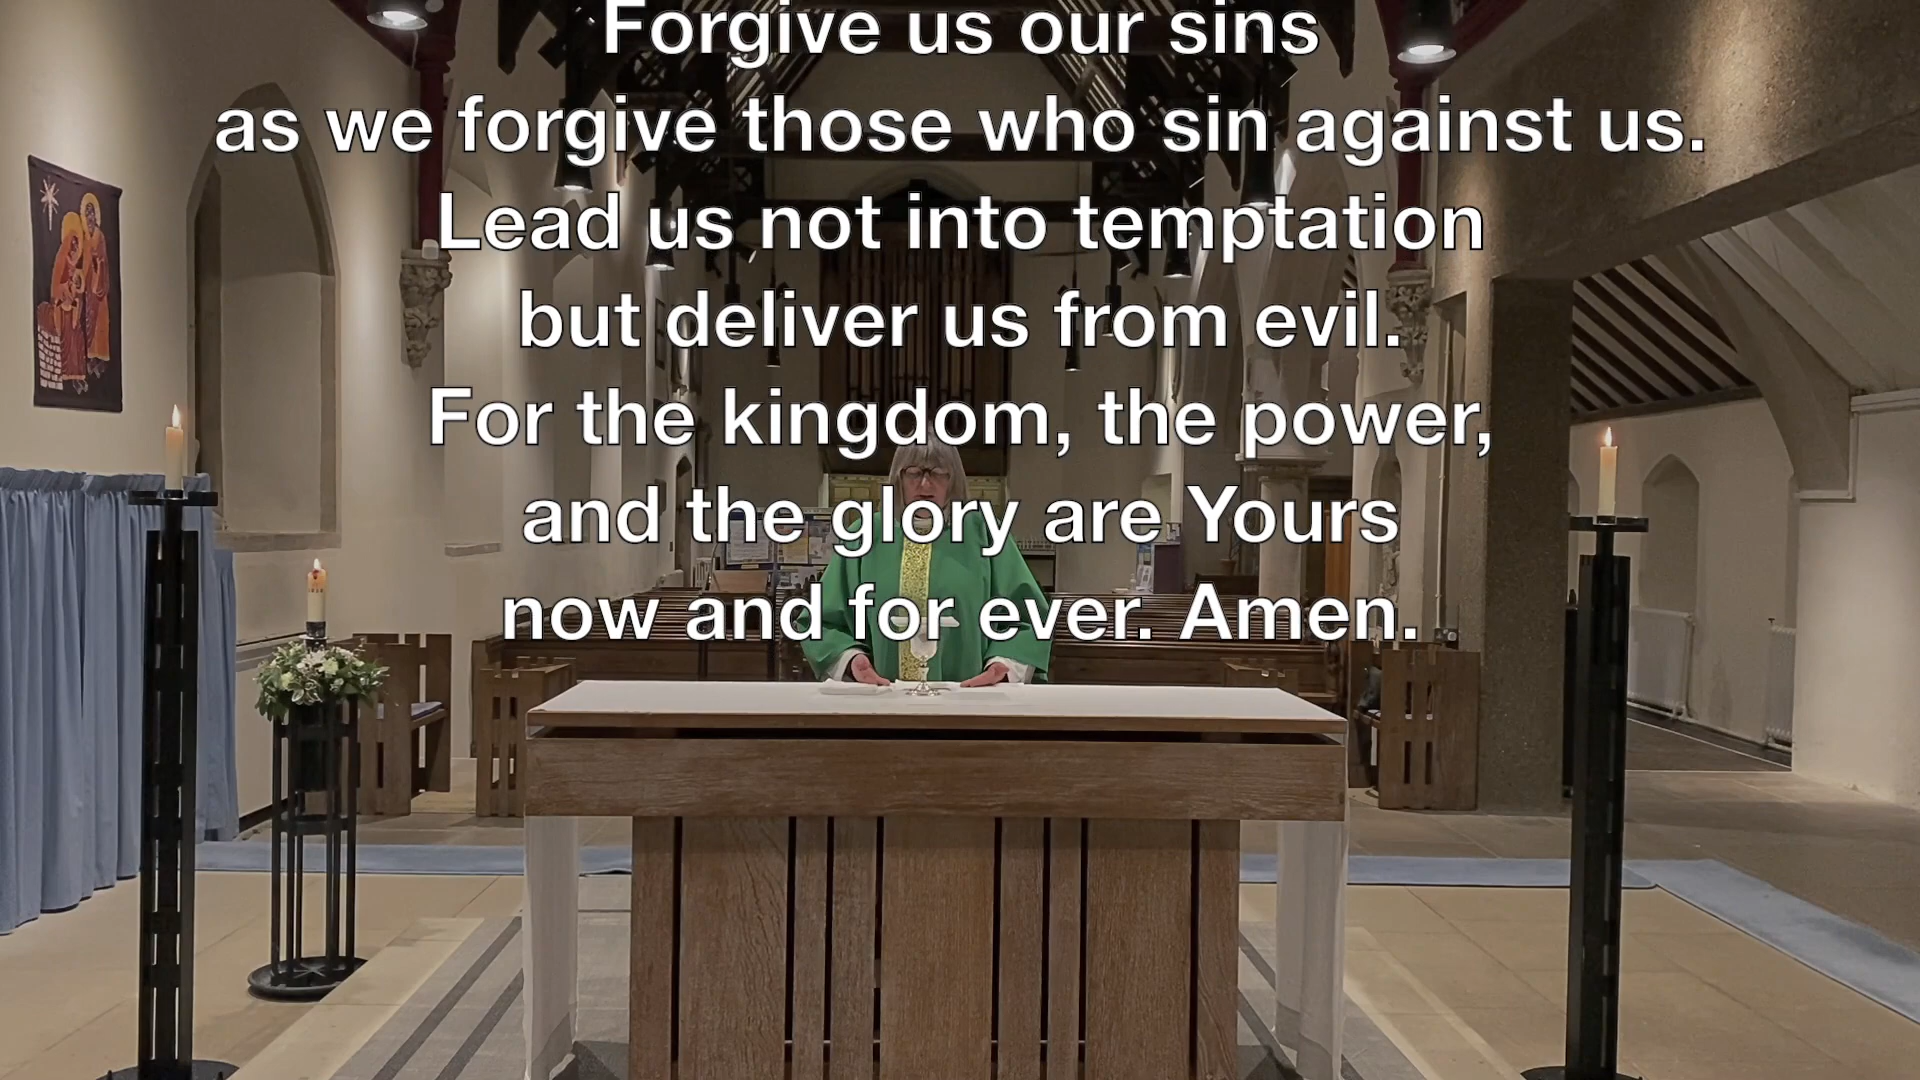 Forgive us our sins
as we forgive those who sin against us.
Lead us not into temptation
but deliver us from evil.
For the kingdom, the power,
and the glory are Yours
now and for ever. Amen.